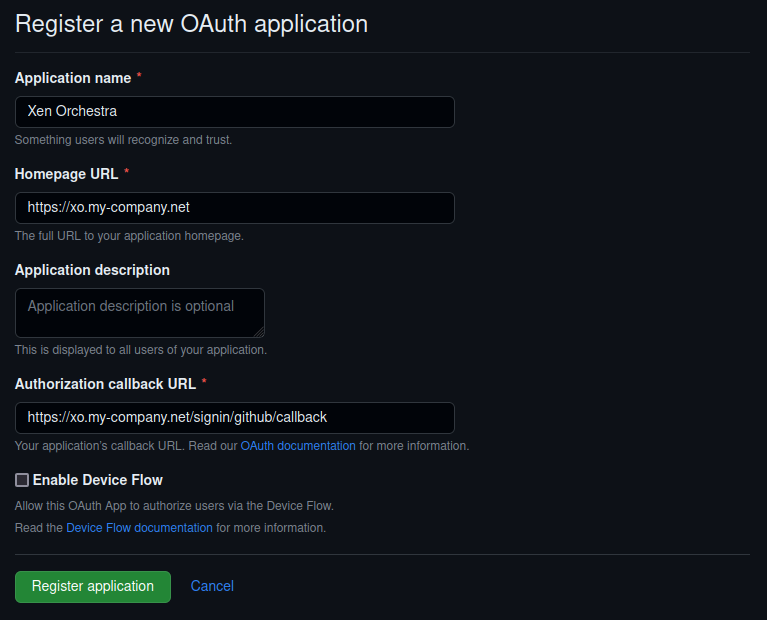 Register a new OAuth application
Application name *
Xen Orchestra
Something users will recognize and trust.
Homepage URL *
https://xo.my-company.net
The full URL to your application homepage.
Application description
Application description is optional
This is displayed to all users of your application.
Authorization callback URL *
https://xo.my-company.net/signin/github/callback
Your application's callback URL. Read our OAuth documentation for more information.
Enable Device Flow
Allow this OAuth App to authorize users via the Device Flow.
Read the Device Flow documentation for more information.
Register application Cancel